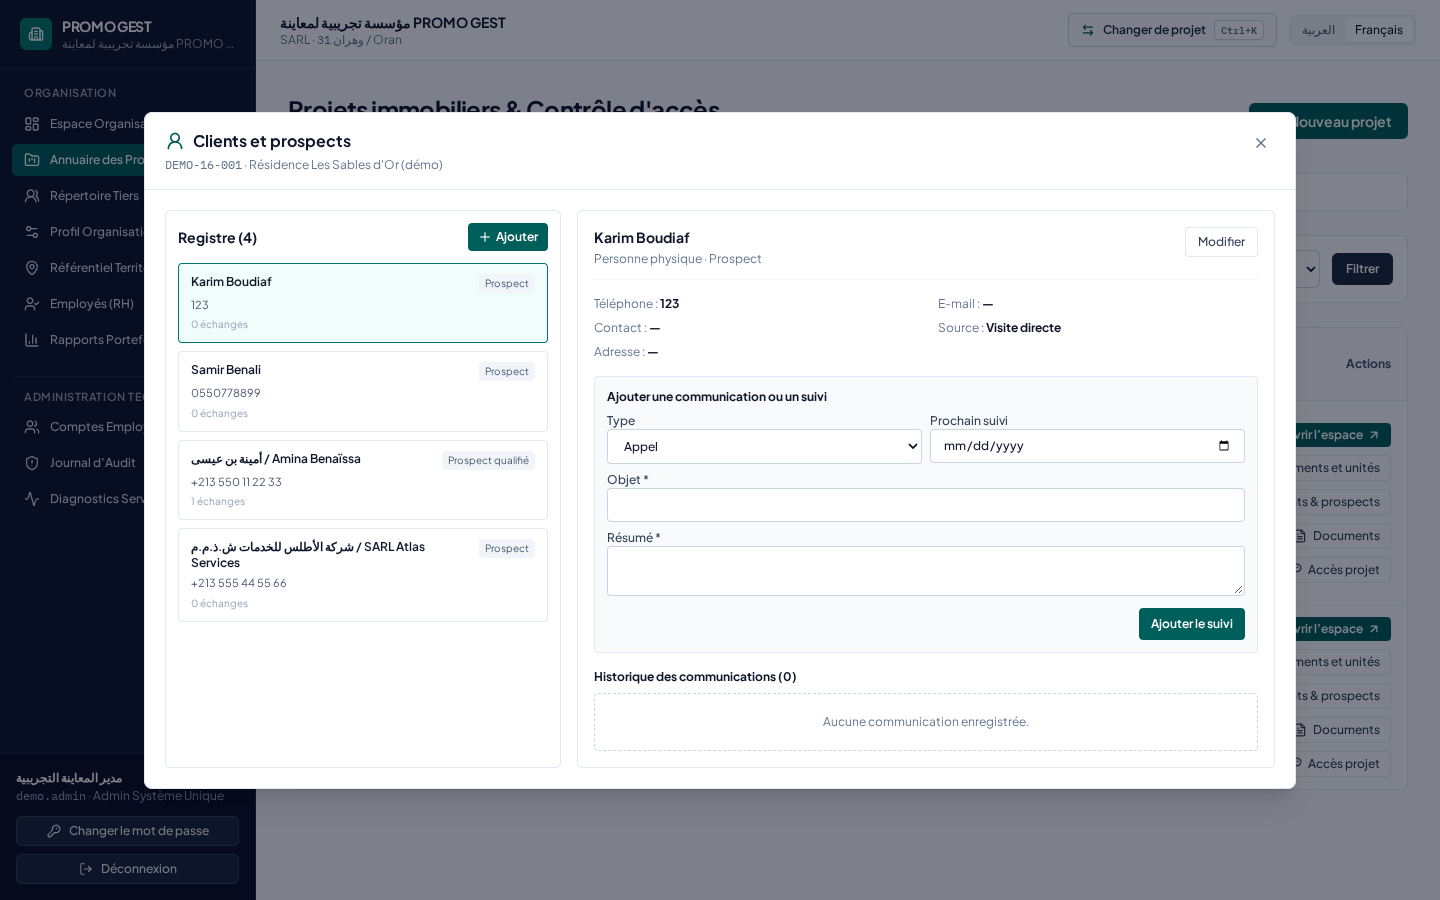 PROMOGEST
مؤسسة تجريبية لمعاينة PROMO ...
ORGANISATION
Espace Organisa
Annuaire des Pro
Répertoire Tiers
Profil Organisati
Référentiel Territ
Employés (RH)
Rapports Portef
ADMINISTRATION TE
Comptes Emplo
Journal d'Audit
Diagnostics Serv
مدير المعاينة التجريبية
demo.admin · Admin Système Unique
Changer le mot de passe
Déconnexion
مؤسسة تجريبية لمعاينة PROMO GEST
SARL · 31 وهران / Oran
Changer de projet Ctrl+K
العربية
Français
Projets immobiliers & Contrôle d'accès
Nouveau projet
Filtrer
Actions
vrir l'espace
ments et unités
ts & prospects
Documents
Accès projet
vrir l'espace
ments et unités
ts & prospects
Documents
Accès projet
Clients et prospects
DEMO-16-001 · Résidence Les Sables d'Or (démo)
Registre (4)
Ajouter
Karim Boudiaf
Prospect
123
0 échanges
Samir Benali
Prospect
0550778899
0 échanges
أمينة بن عيسى / Amina Benaïssa
Prospect qualifié
+213 550 11 22 33
1 échanges
شركة الأطلس للخدمات ش.ذ.م.م / SARL Atlas
Services
Prospect
+213 555 44 55 66
0 échanges
Karim Boudiaf
Personne physique · Prospect
Modifier
Téléphone : 123
E-mail : —
Contact : —
Source : Visite directe
Adresse : —
Ajouter une communication ou un suivi
Type
Prochain suivi
Appel
mm/dd/yyyy
Objet *
Résumé *
Ajouter le suivi
Historique des communications (0)
Aucune communication enregistrée.